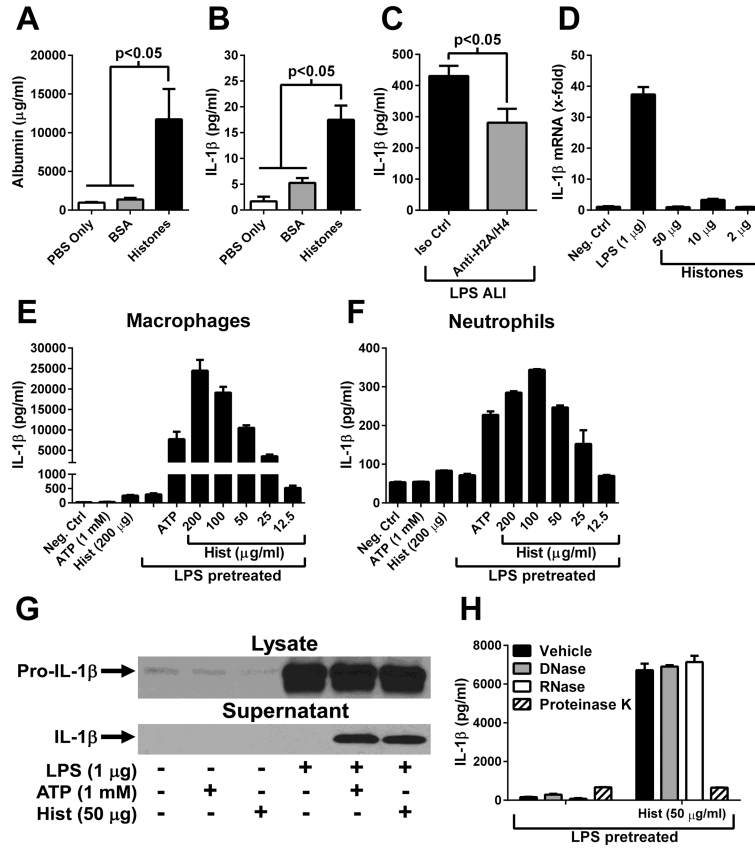 A
Albumin (μg/ml)
20000
15000
10000
5000
0
p<0.05
PBS Only
BSA
Histones
B
IL-1β (pg/ml)
30
25
20
15
10
5
0
p<0.05
PBS Only
BSA
Histones
C
IL-1β (pg/ml)
500
400
300
200
100
0
p<0.05
Iso Ctrl
Anti-H2A/H4
LPS ALI
D
IL-1β mRNA (x-fold)
50
40
30
20
10
0
Neg. Ctrl
LPS (1 μg)
50 μg
10 μg
2 μg
Histones
E
Macrophages
IL-1β (pg/ml)
30000
25000
20000
15000
10000
5000
500
0
Neg. Ctrl
ATP (1 mM)
Hist (200 μg)
ATP
200
100
50
25
12.5
Hist (μg/ml)
LPS pretreated
F
Neutrophils
IL-1β (pg/ml)
400
300
200
100
0
Neg. Ctrl
ATP (1 mM)
Hist (200 μg)
ATP
200
100
50
25
12.5
Hist (μg/ml)
LPS pretreated
G
Lysate
Pro-IL-1β
Supernatant
IL-1β
LPS (1 μg) - - - + + +
ATP (1 mM) - + - - + -
Hist (50 μg) - - + - - +
H
IL-1β (pg/ml)
8000
6000
4000
2000
0
Vehicle
DNase
RNase
Proteinase K
Hist (50 μg/ml)
LPS pretreated